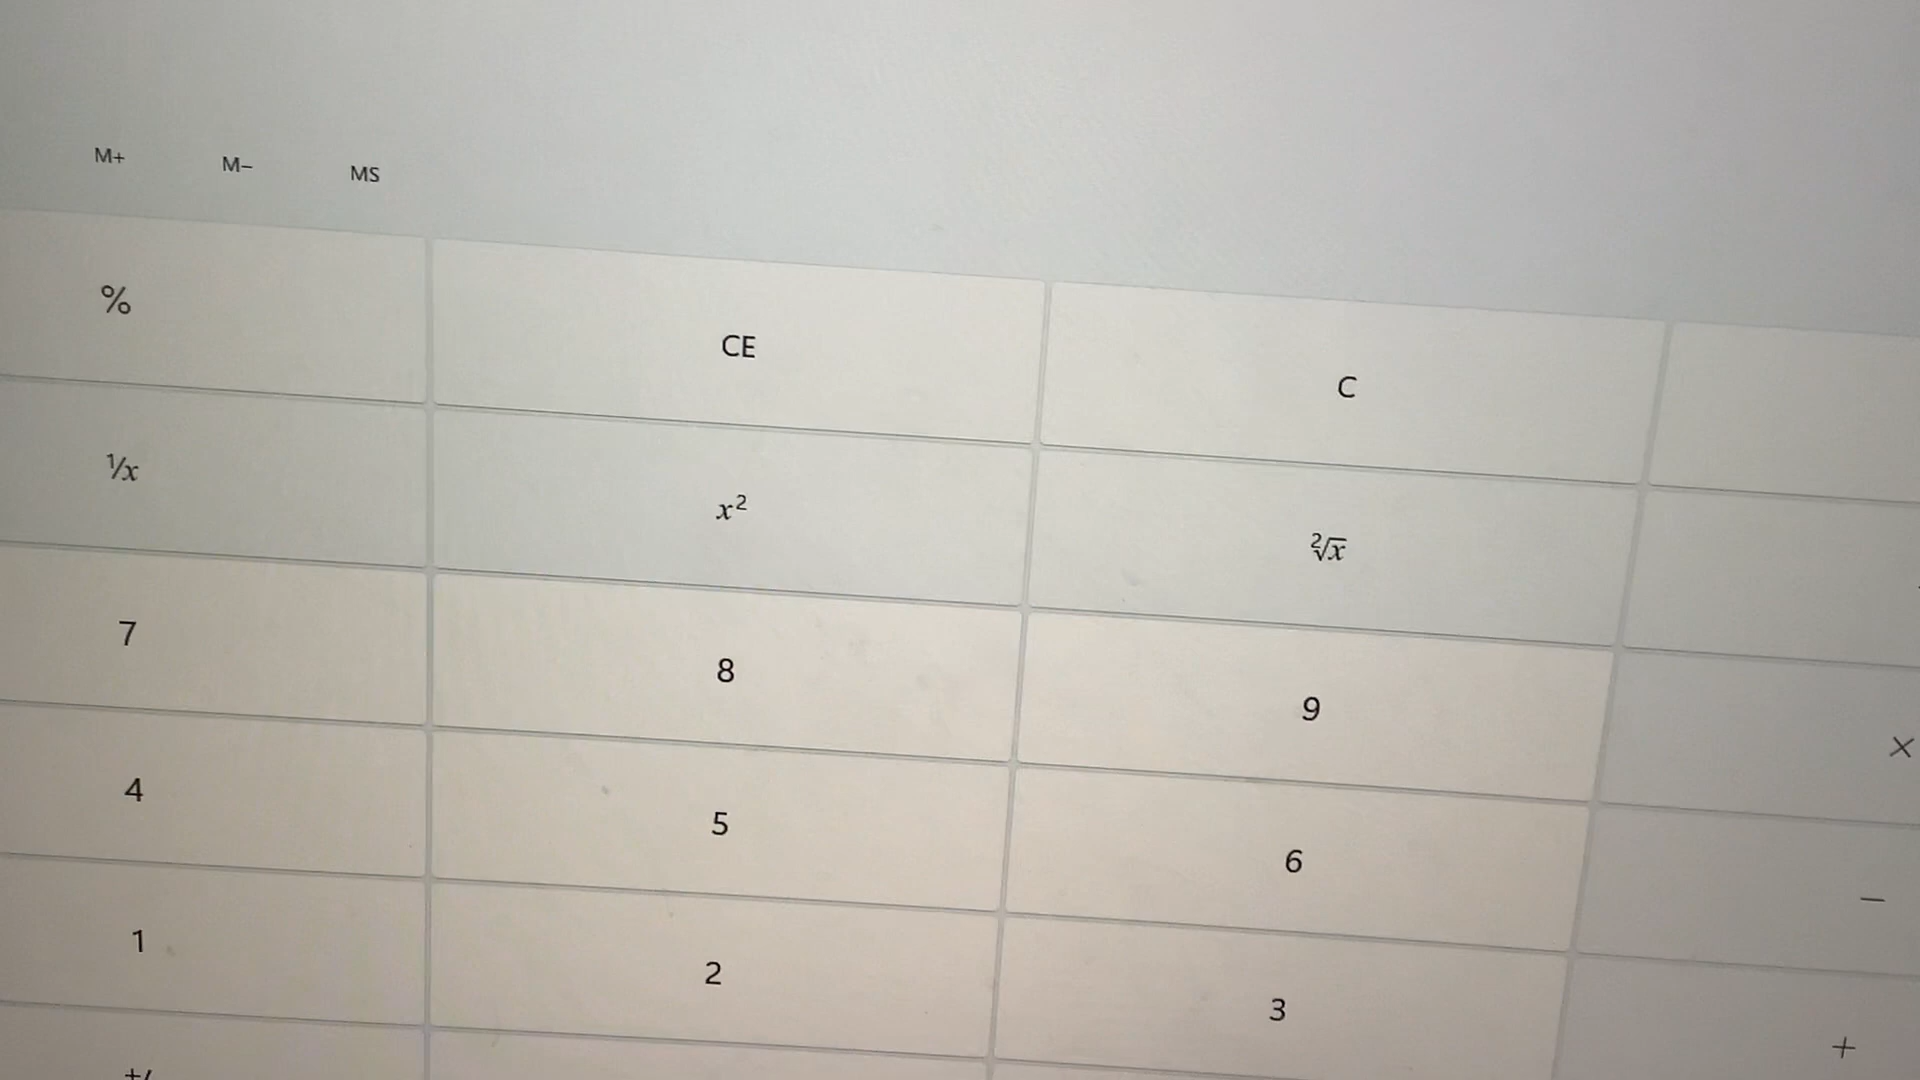 M+ M− MS
% CE C
¹/x x² ²√x
7 8 9 ×
4 5 6 −
1 2 3 +
+/